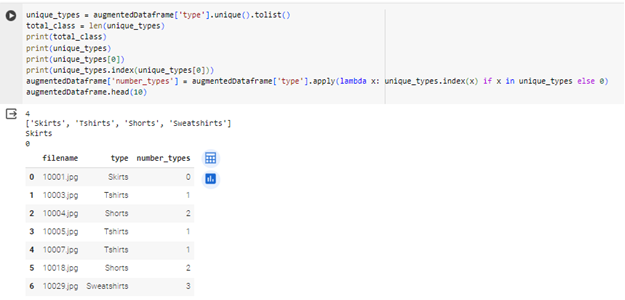 unique_types = augmentedDataframe['type'].unique().tolist()
total_class = len(unique_types)
print(total_class)
print(unique_types)
print(unique_types[0])
print(unique_types.index(unique_types[0]))
augmentedDataframe['number_types'] = augmentedDataframe['type'].apply(lambda x: unique_types.index(x) if x in unique_types else 0)
augmentedDataframe.head(10)
4
['Skirts', 'Tshirts', 'Shorts', 'Sweatshirts']
Skirts
0
filename type number_types
0 10001.jpg Skirts 0
1 10003.jpg Tshirts 1
2 10004.jpg Shorts 2
3 10005.jpg Tshirts 1
4 10007.jpg Tshirts 1
5 10018.jpg Shorts 2
6 10029.jpg Sweatshirts 3